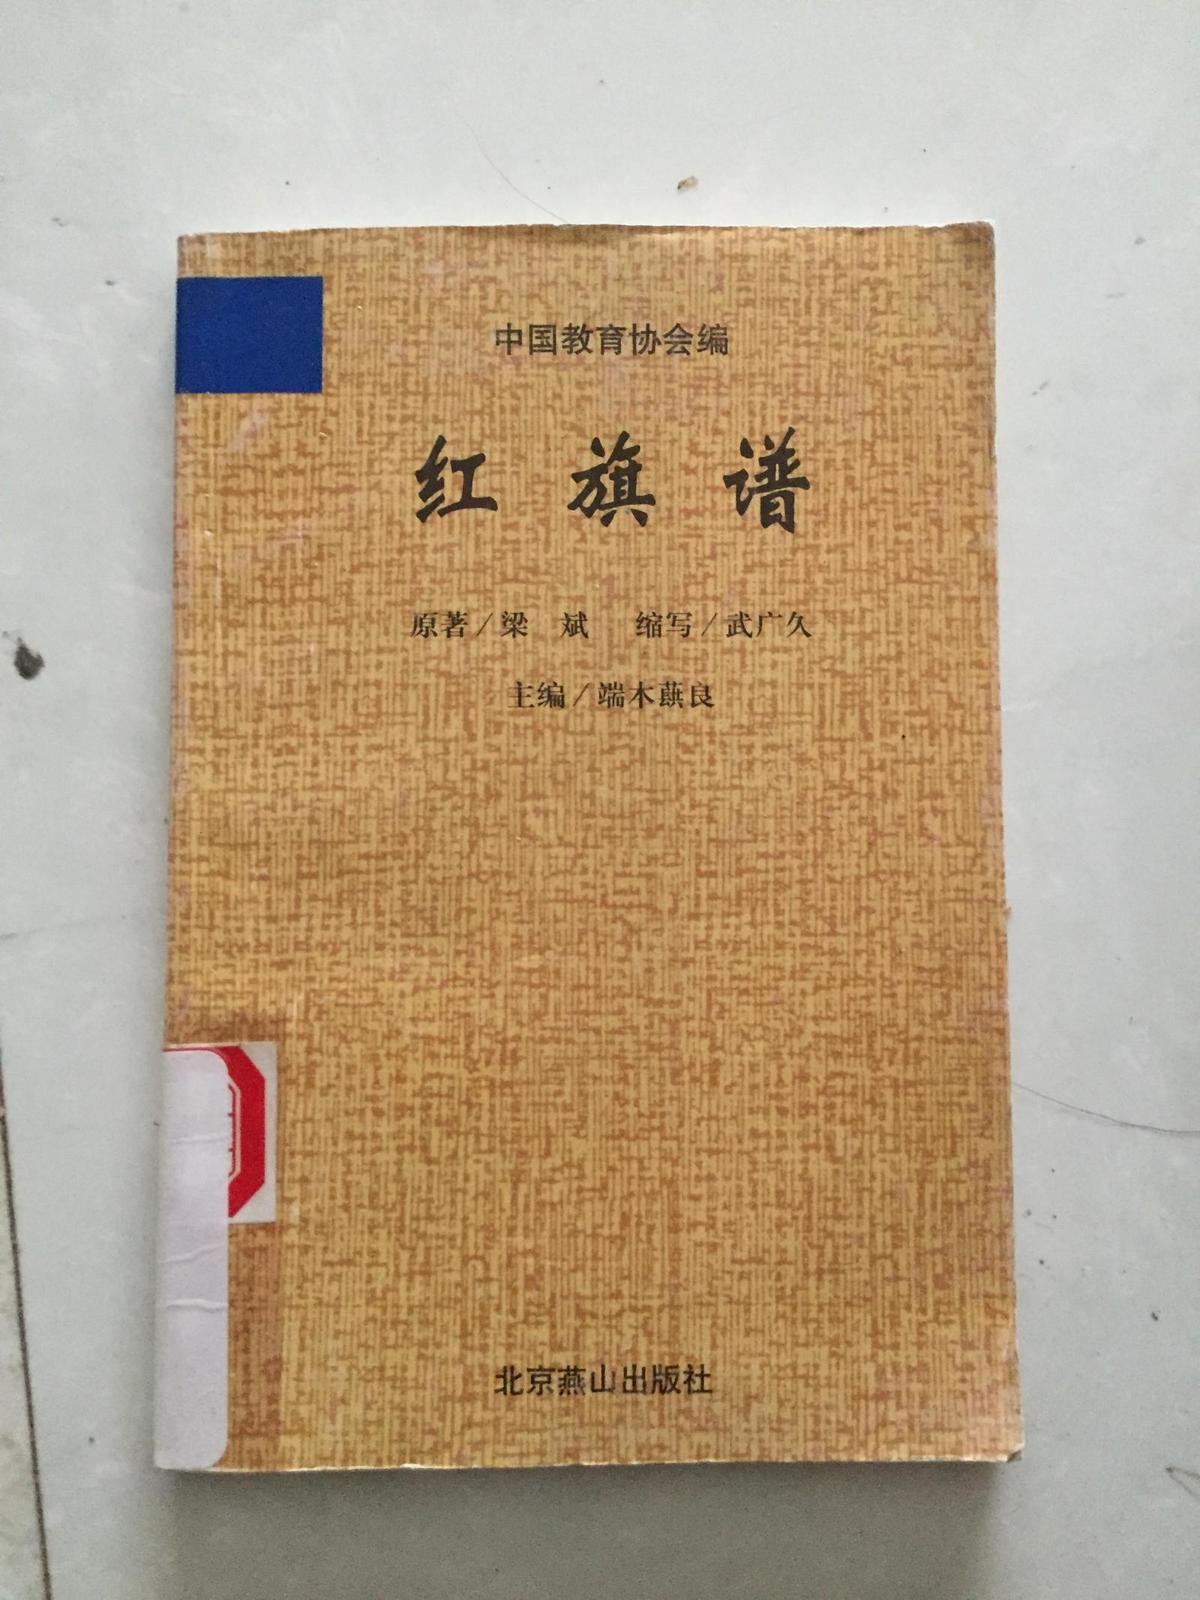 中国教育协会编
红旗谱
原著/梁 斌 缩写/武广久
主编/端木蕻良
北京燕山出版社